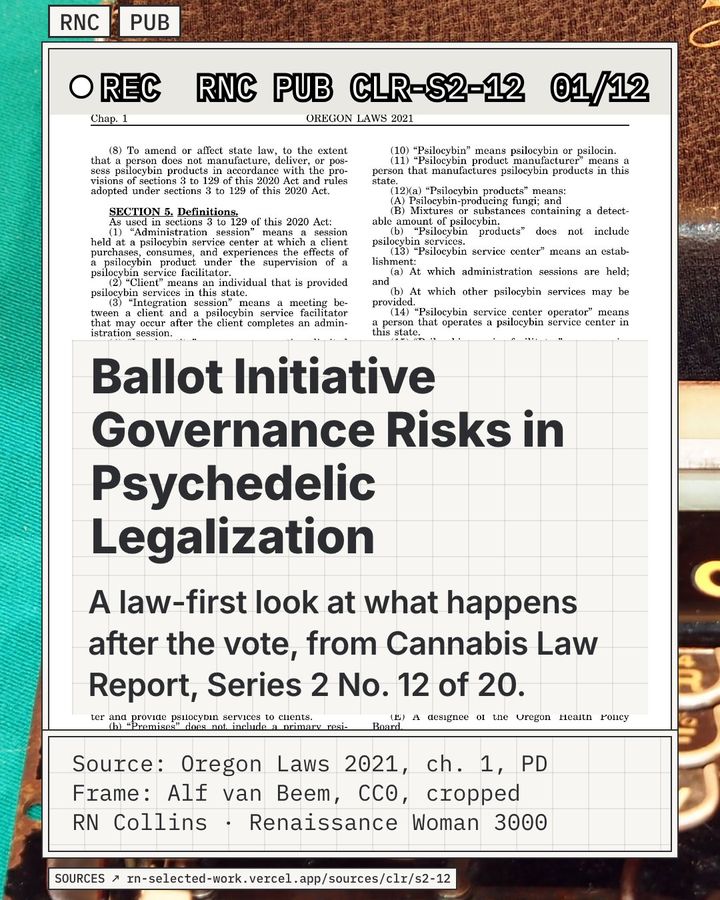 RNC PUB
REC RNC PUB CLR-S2-12 01/12
Chap. 1 OREGON LAWS 2021
(8) To amend or affect state law, to the extent
that a person does not manufacture, deliver, or pos-
sess psilocybin products in accordance with the pro-
visions of sections 3 to 129 of this 2020 Act and rules
adopted under sections 3 to 129 of this 2020 Act.
SECTION 5. Definitions.
As used in sections 3 to 129 of this 2020 Act:
(1) “Administration session” means a session
held at a psilocybin service center at which a client
purchases, consumes, and experiences the effects of
a psilocybin product under the supervision of a
psilocybin service facilitator.
(2) “Client” means an individual that is provided
psilocybin services in this state.
(3) “Integration session” means a meeting be-
tween a client and a psilocybin service facilitator
that may occur after the client completes an admin-
istration session.
(10) “Psilocybin” means psilocybin or psilocin.
(11) “Psilocybin product manufacturer” means a
person that manufactures psilocybin products in this
state.
(12)(a) “Psilocybin products” means:
(A) Psilocybin-producing fungi; and
(B) Mixtures or substances containing a detect-
able amount of psilocybin.
(b) “Psilocybin products” does not include
psilocybin services.
(13) “Psilocybin service center” means an estab-
lishment:
(a) At which administration sessions are held;
and
(b) At which other psilocybin services may be
provided.
(14) “Psilocybin service center operator” means
a person that operates a psilocybin service center in
this state.
Ballot Initiative
Governance Risks in
Psychedelic
Legalization
A law-first look at what happens
after the vote, from Cannabis Law
Report, Series 2 No. 12 of 20.
ter and provide psilocybin services to clients.
(b) “Premises” does not include a primary resi-
(E) A designee of the Oregon Health Policy
Board.
Source: Oregon Laws 2021, ch. 1, PD
Frame: Alf van Beem, CC0, cropped
RN Collins · Renaissance Woman 3000
SOURCES ↗ rn-selected-work.vercel.app/sources/clr/s2-12